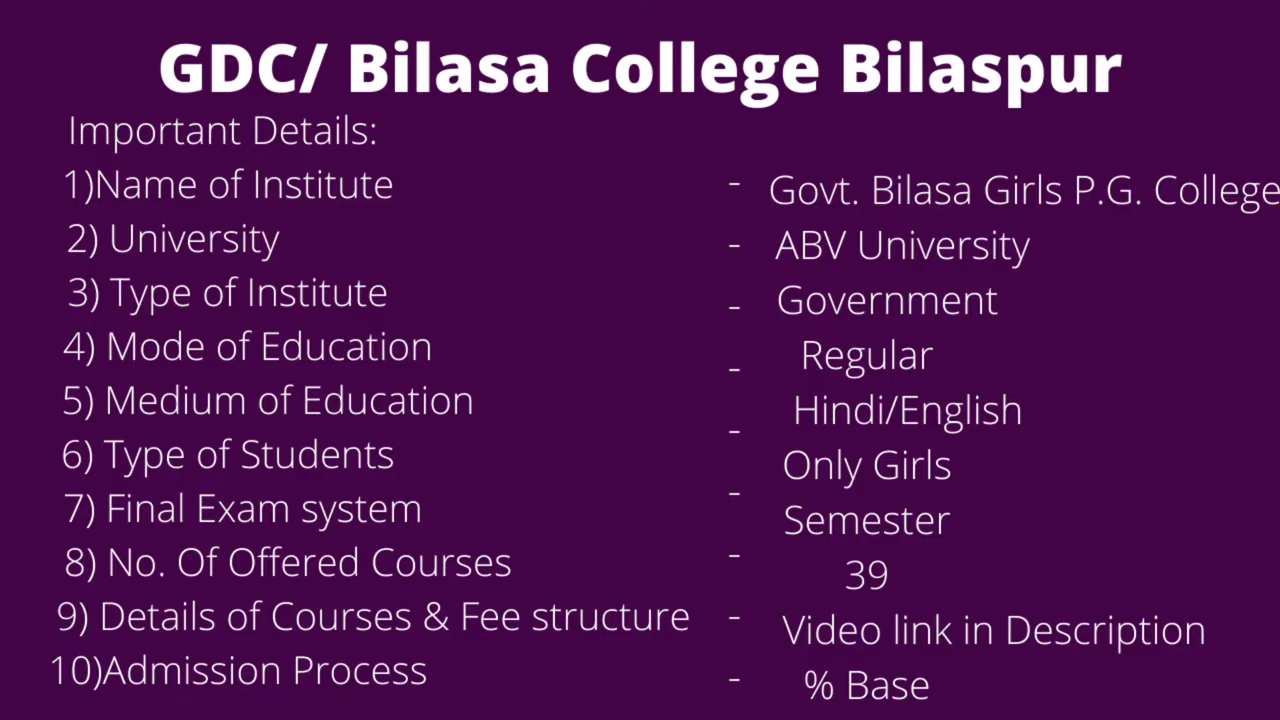 GDC/ Bilasa College Bilaspur
Important Details:
1)Name of Institute - Govt. Bilasa Girls P.G. College
2) University - ABV University
3) Type of Institute - Government
4) Mode of Education - Regular
5) Medium of Education - Hindi/English
6) Type of Students - Only Girls
7) Final Exam system - Semester
8) No. Of Offered Courses - 39
9) Details of Courses & Fee structure - Video link in Description
10)Admission Process - % Base